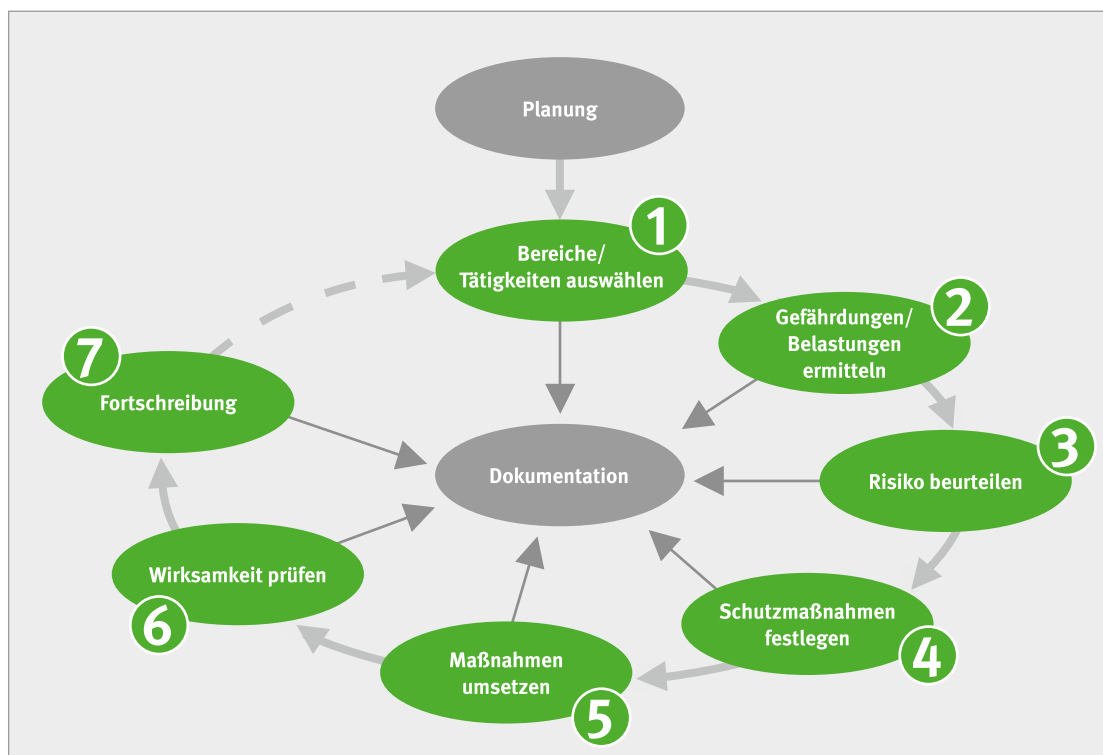 Planung
1
Bereiche/
Tätigkeiten auswählen
2
Gefährdungen/
Belastungen
ermitteln
3
Risiko beurteilen
4
Schutzmaßnahmen
festlegen
5
Maßnahmen
umsetzen
6
Wirksamkeit prüfen
7
Fortschreibung
Dokumentation